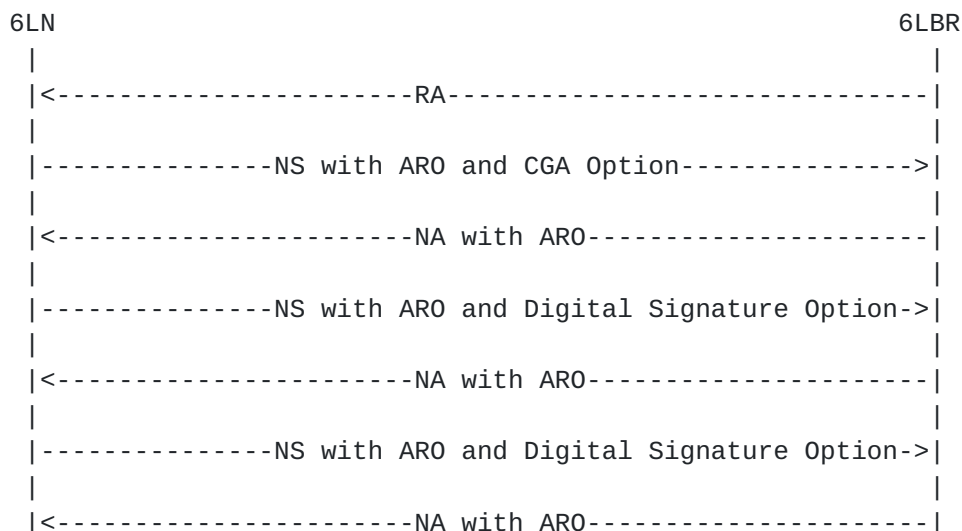 6LN                                                       6LBR
 |                                                         |
 |<-----------------------RA-------------------------------|
 |                                                         |
 |---------------NS with ARO and CGA Option--------------->|
 |                                                         |
 |<-----------------------NA with ARO----------------------|
 |                                                         |
 |---------------NS with ARO and Digital Signature Option->|
 |                                                         |
 |<-----------------------NA with ARO----------------------|
 |                                                         |
 |---------------NS with ARO and Digital Signature Option->|
 |                                                         |
 |<-----------------------NA with ARO----------------------|